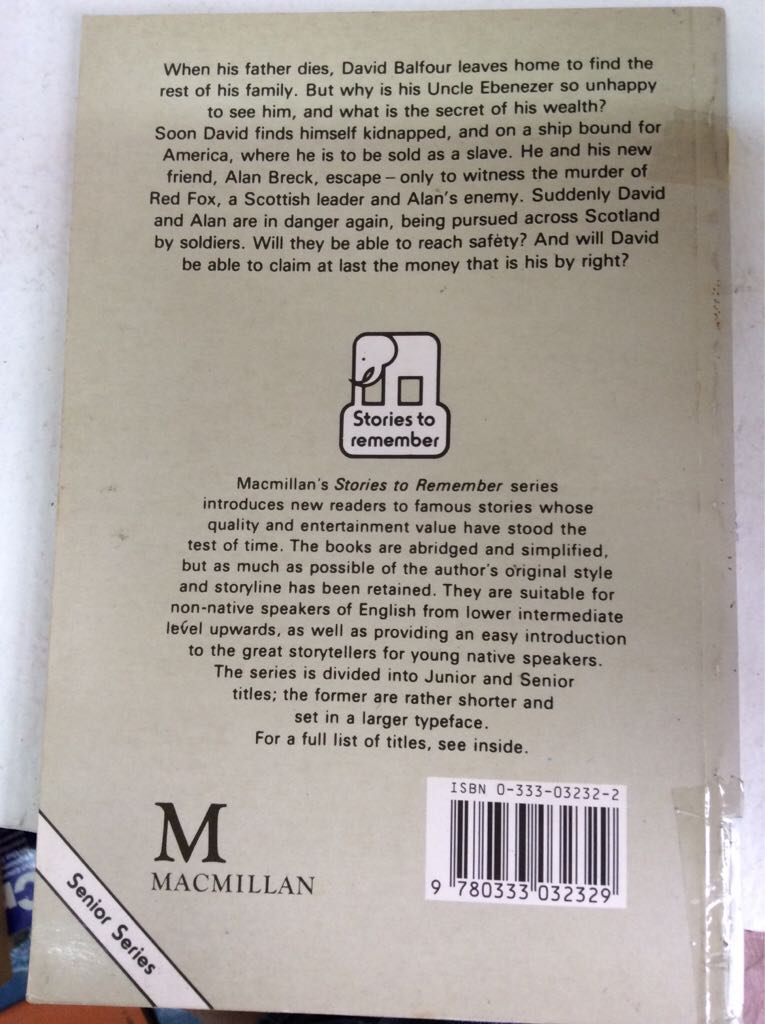 When his father dies, David Balfour leaves home to find the
rest of his family. But why is his Uncle Ebenezer so unhappy
to see him, and what is the secret of his wealth?
Soon David finds himself kidnapped, and on a ship bound for
America, where he is to be sold as a slave. He and his new
friend, Alan Breck, escape – only to witness the murder of
Red Fox, a Scottish leader and Alan's enemy. Suddenly David
and Alan are in danger again, being pursued across Scotland
by soldiers. Will they be able to reach safety? And will David
be able to claim at last the money that is his by right?
Stories to
remember
Macmillan's Stories to Remember series
introduces new readers to famous stories whose
quality and entertainment value have stood the
test of time. The books are abridged and simplified,
but as much as possible of the author's original style
and storyline has been retained. They are suitable for
non-native speakers of English from lower intermediate
level upwards, as well as providing an easy introduction
to the great storytellers for young native speakers.
The series is divided into Junior and Senior
titles; the former are rather shorter and
set in a larger typeface.
For a full list of titles, see inside.
ISBN 0-333-03232-2
9 780333 032329
M
MACMILLAN
Senior Series